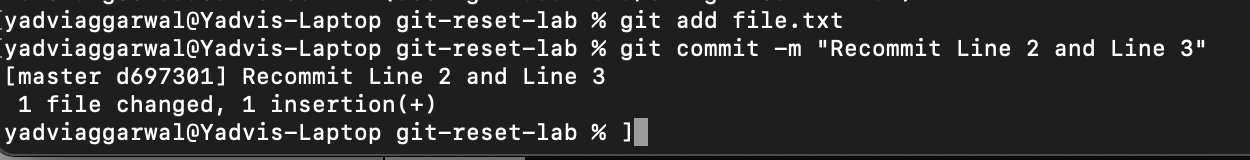 [yadviaggarwal@Yadvis-Laptop git-reset-lab % git add file.txt
[yadviaggarwal@Yadvis-Laptop git-reset-lab % git commit -m "Recommit Line 2 and Line 3"
[master d697301] Recommit Line 2 and Line 3
 1 file changed, 1 insertion(+)
yadviaggarwal@Yadvis-Laptop git-reset-lab % ]